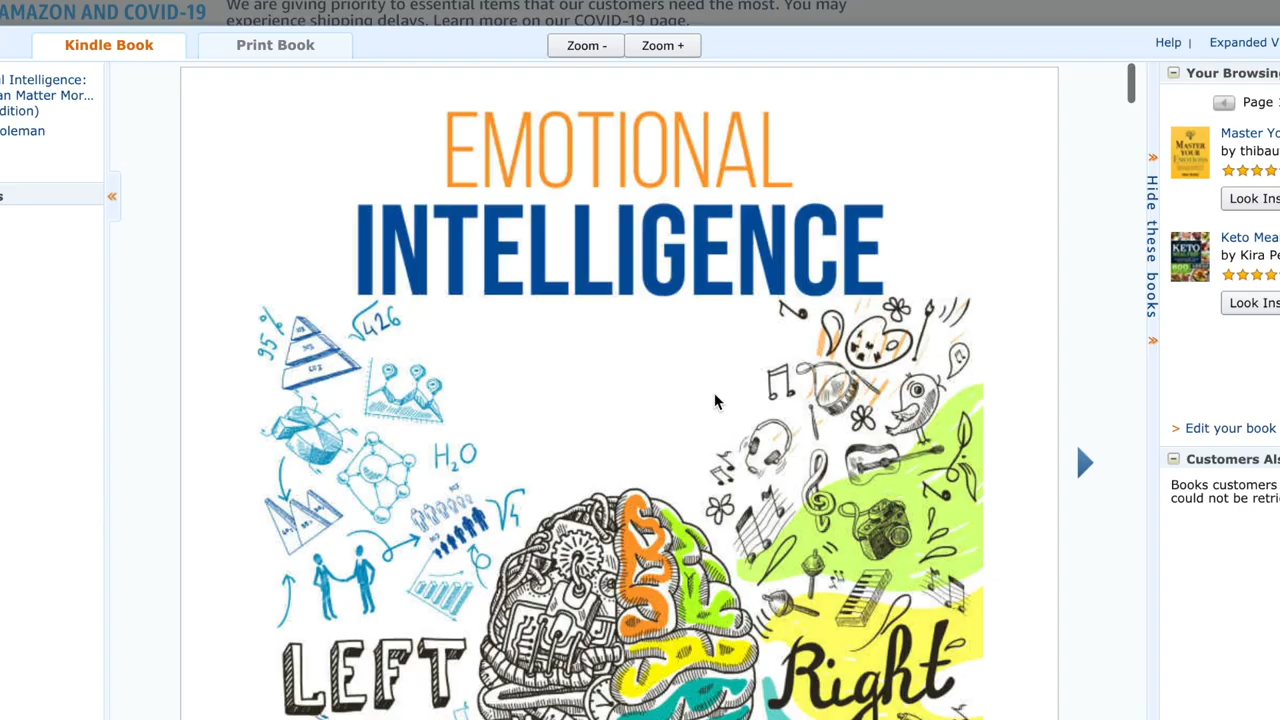 AMAZON AND COVID-19
We are giving priority to essential items that our customers need the most. You may
experience shipping delays. Learn more on our COVID-19 page.
Kindle Book
Print Book
Zoom -
Zoom +
Help |
Expanded V
l Intelligence:
an Matter Mor...
dition)
oleman
s
«
EMOTIONAL
INTELLIGENCE
95%
√426
H₂O
√4
LEFT
Right
» Hide these books »
Your Browsing
Page
Master Yo
by thibau
Look Ins
Keto Mea
by Kira Pe
Look Ins
> Edit your book
Customers Als
Books customers
could not be retri